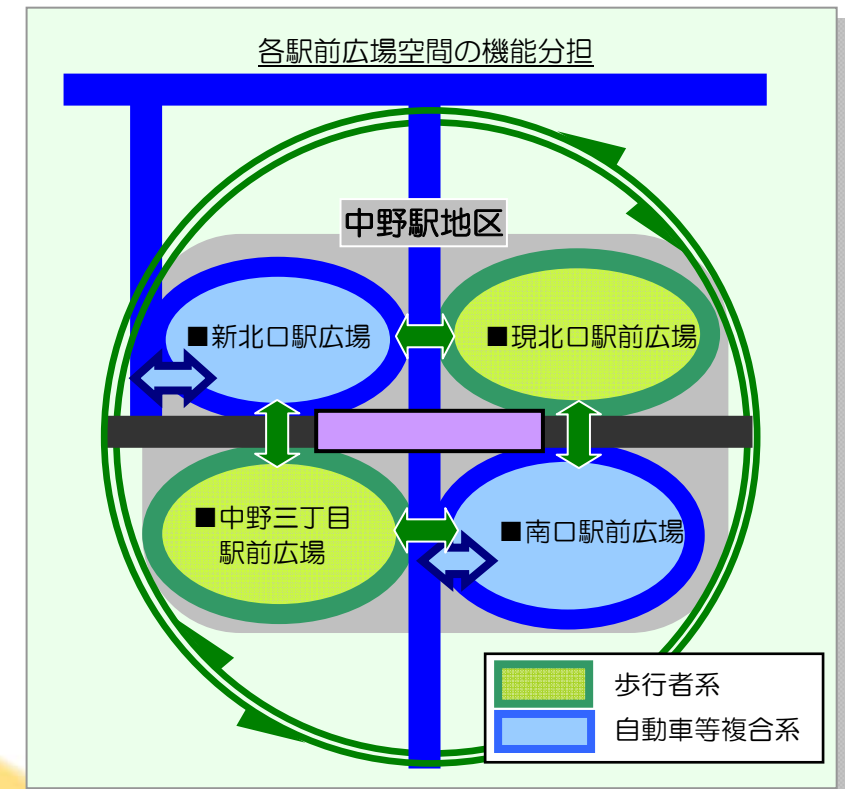 各駅前広場空間の機能分担
中野駅地区
■新北口駅広場
■現北口駅前広場
■中野三丁目
駅前広場
■南口駅前広場
歩行者系
自動車等複合系